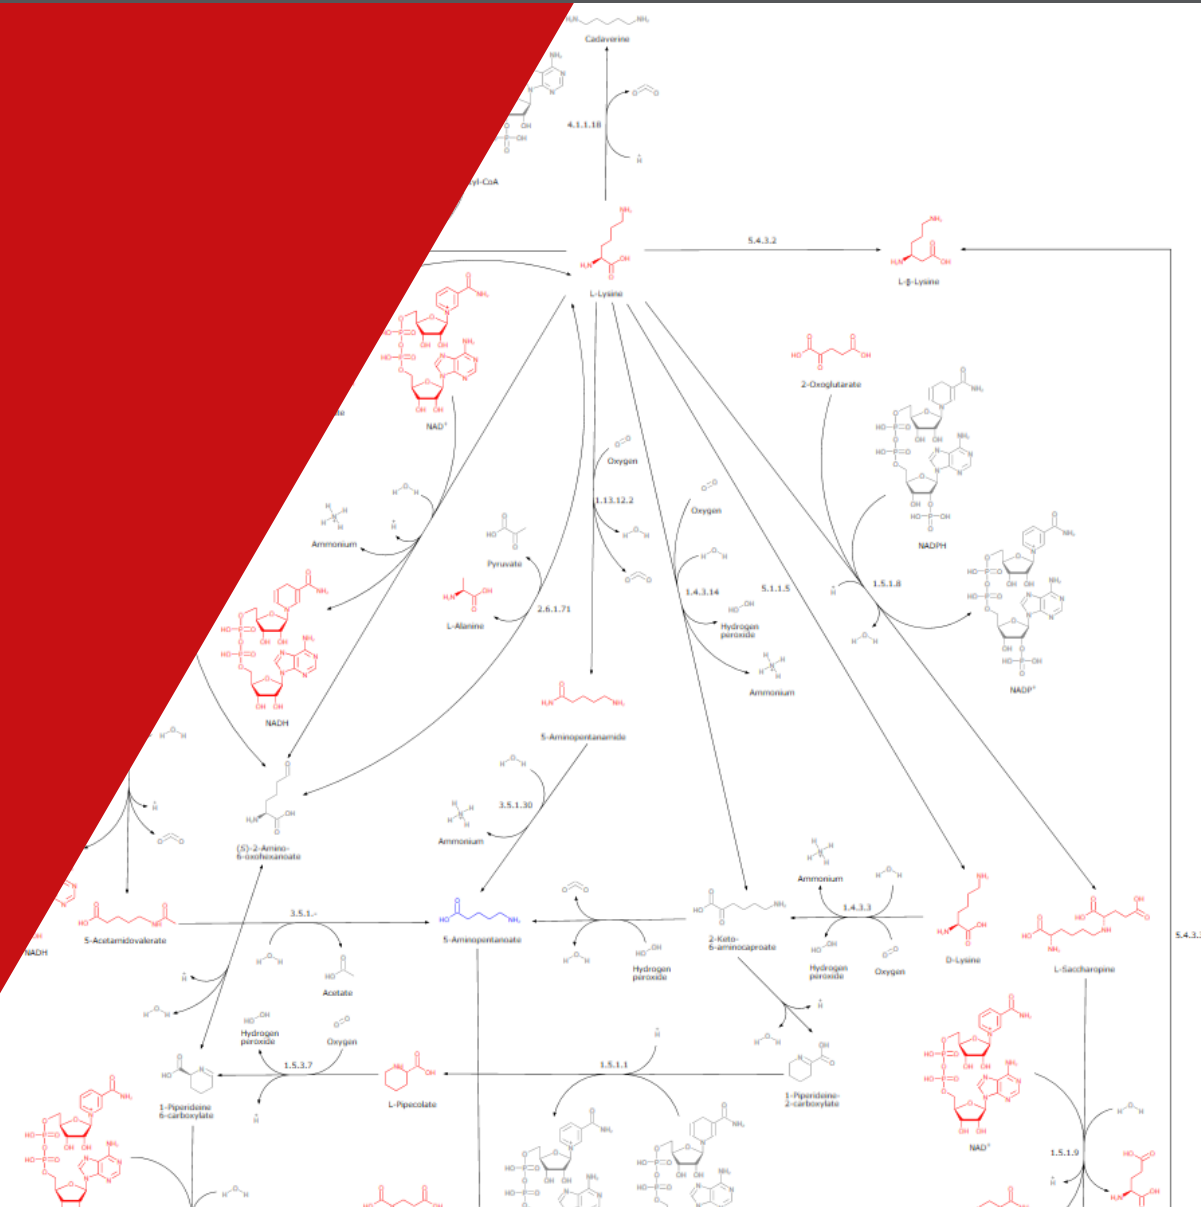 Cadaverine
4.1.1.18
yl-CoA
5.4.3.2
L-β-Lysine
L-Lysine
2-Oxoglutarate
NAD⁺
Oxygen
1.13.12.2
Oxygen
NADPH
Ammonium
Pyruvate
1.4.3.14
5.1.1.5
1.5.1.8
L-Alanine
2.6.1.71
Hydrogen
peroxide
Ammonium
NADP⁺
NADH
5-Aminopentanamide
3.5.1.30
Ammonium
(S)-2-Amino-
6-oxohexanoate
Ammonium
1.4.3.3
5-Acetamidovalerate
3.5.1.-
5-Aminopentanoate
2-Keto-
6-aminocaproate
D-Lysine
5.4.3.
NADH
Hydrogen
peroxide
Hydrogen
peroxide
Oxygen
L-Saccharopine
Acetate
Hydrogen
peroxide
Oxygen
1.5.3.7
1.5.1.1
L-Pipecolate
1-Piperideine
6-carboxylate
1-Piperideine-
2-carboxylate
NAD⁺
1.5.1.9